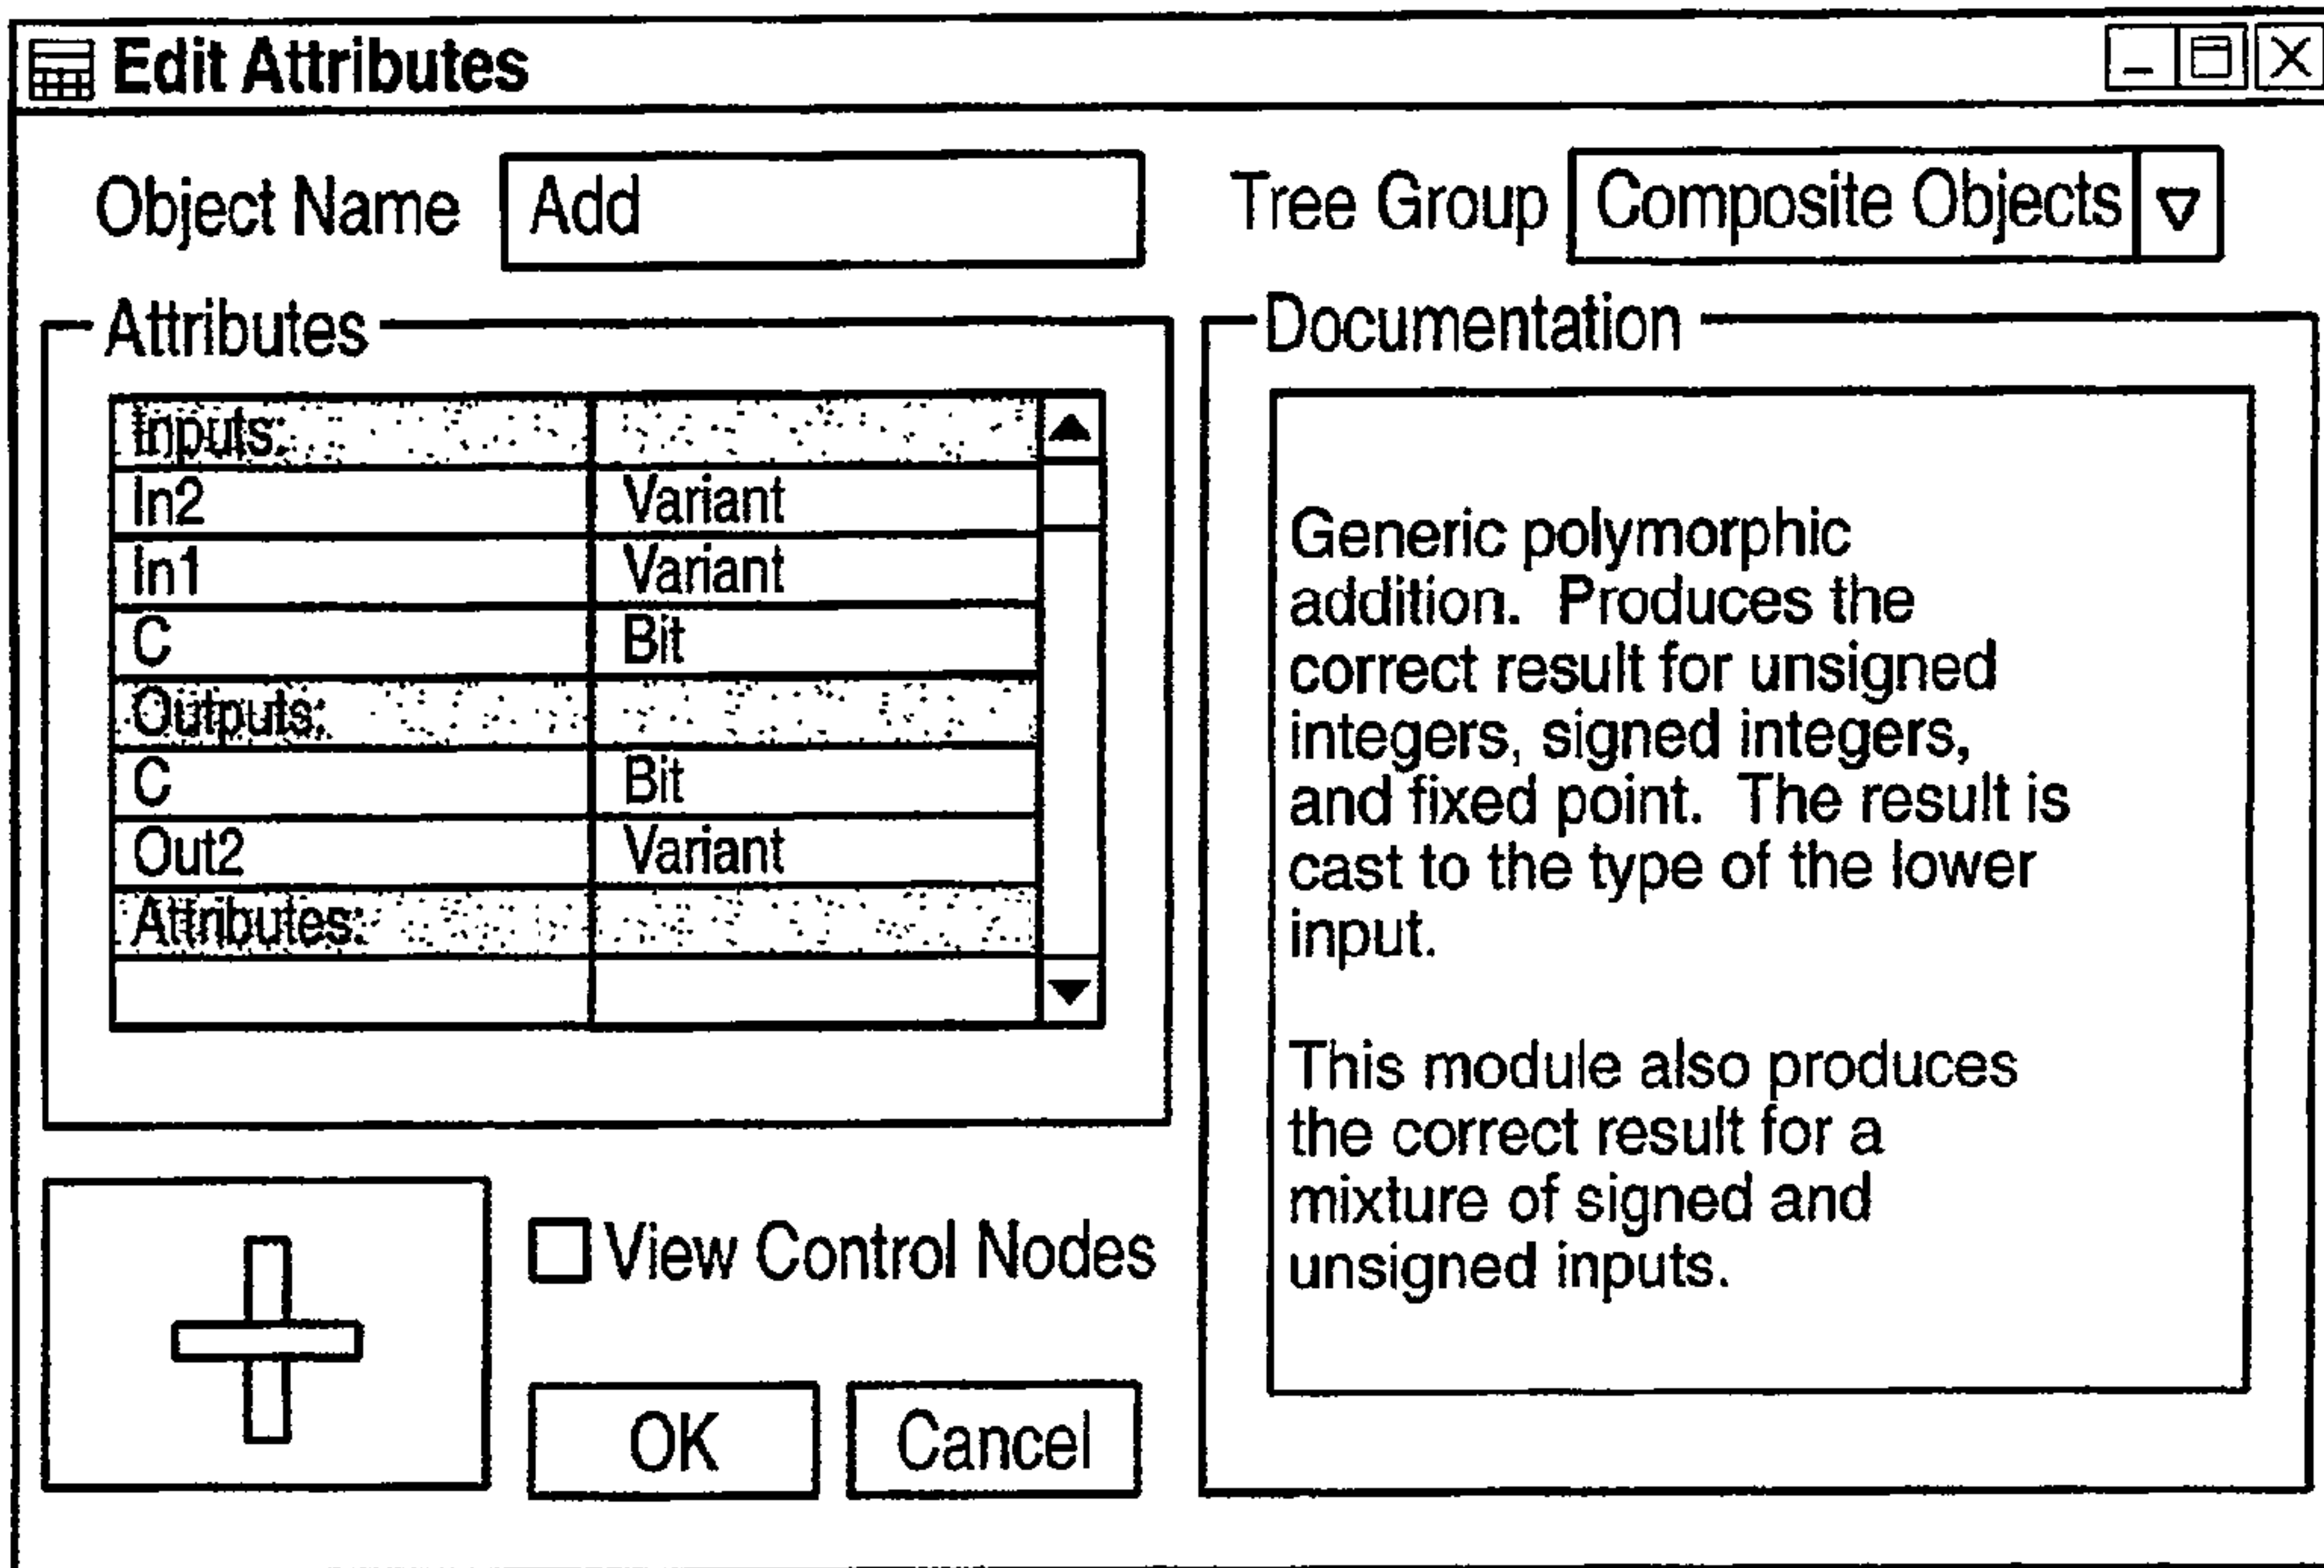 Edit Attributes
Object Name Add
Tree Group Composite Objects
Attributes
Inputs:
In2 Variant
In1 Variant
C Bit
Outputs:
C Bit
Out2 Variant
Attributes:
View Control Nodes
OK Cancel
Documentation
Generic polymorphic
addition. Produces the
correct result for unsigned
integers, signed integers,
and fixed point. The result is
cast to the type of the lower
input.
This module also produces
the correct result for a
mixture of signed and
unsigned inputs.